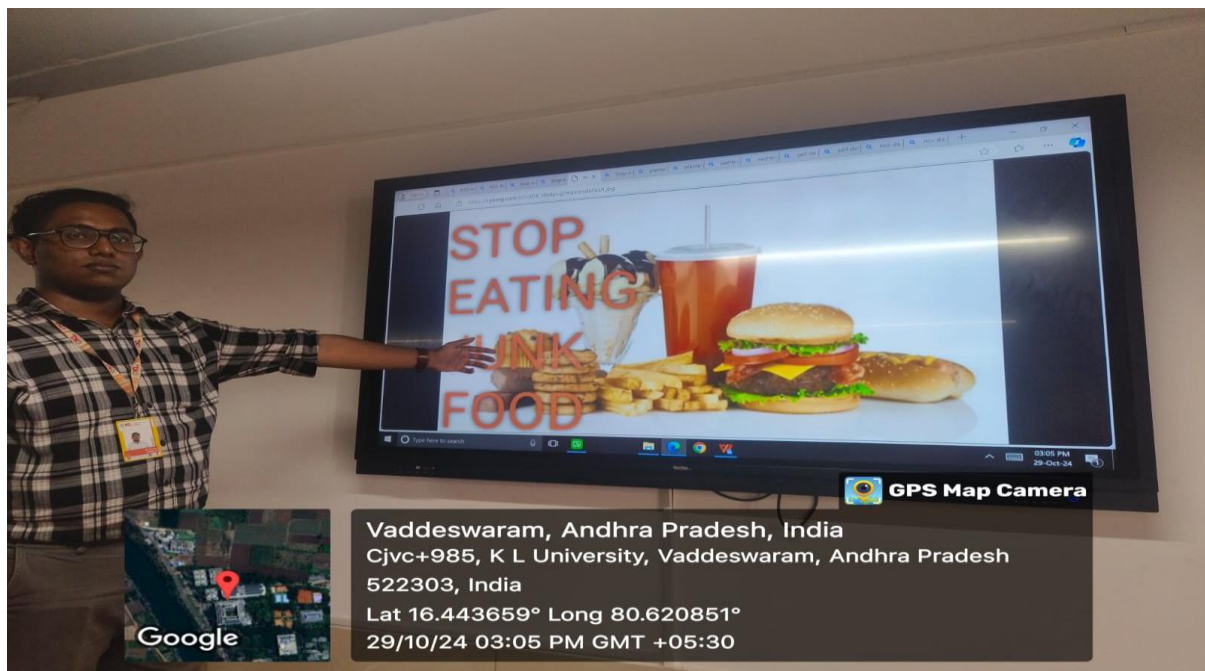 STOP
EATING
JUNK
FOOD
Type here to search
03:05 PM
29-Oct-24
GPS Map Camera
Vaddeswaram, Andhra Pradesh, India
Cjvc+985, K L University, Vaddeswaram, Andhra Pradesh
522303, India
Lat 16.443659° Long 80.620851°
29/10/24 03:05 PM GMT +05:30
Google